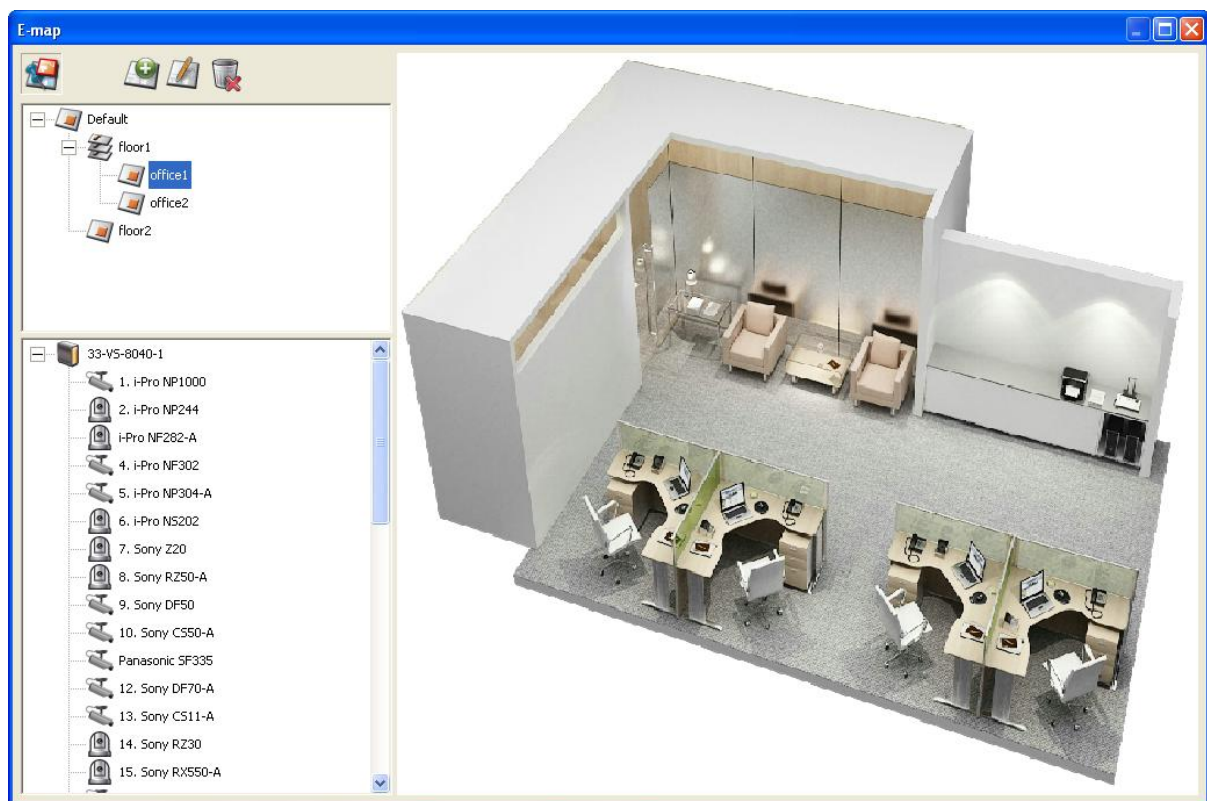 E-map
Default
floor1
office1
office2
floor2
33-VS-8040-1
1. i-Pro NP1000
2. i-Pro NP244
i-Pro NF282-A
4. i-Pro NF302
5. i-Pro NP304-A
6. i-Pro NS202
7. Sony Z20
8. Sony RZ50-A
9. Sony DF50
10. Sony CS50-A
Panasonic SF335
12. Sony DF70-A
13. Sony CS11-A
14. Sony RZ30
15. Sony RX550-A